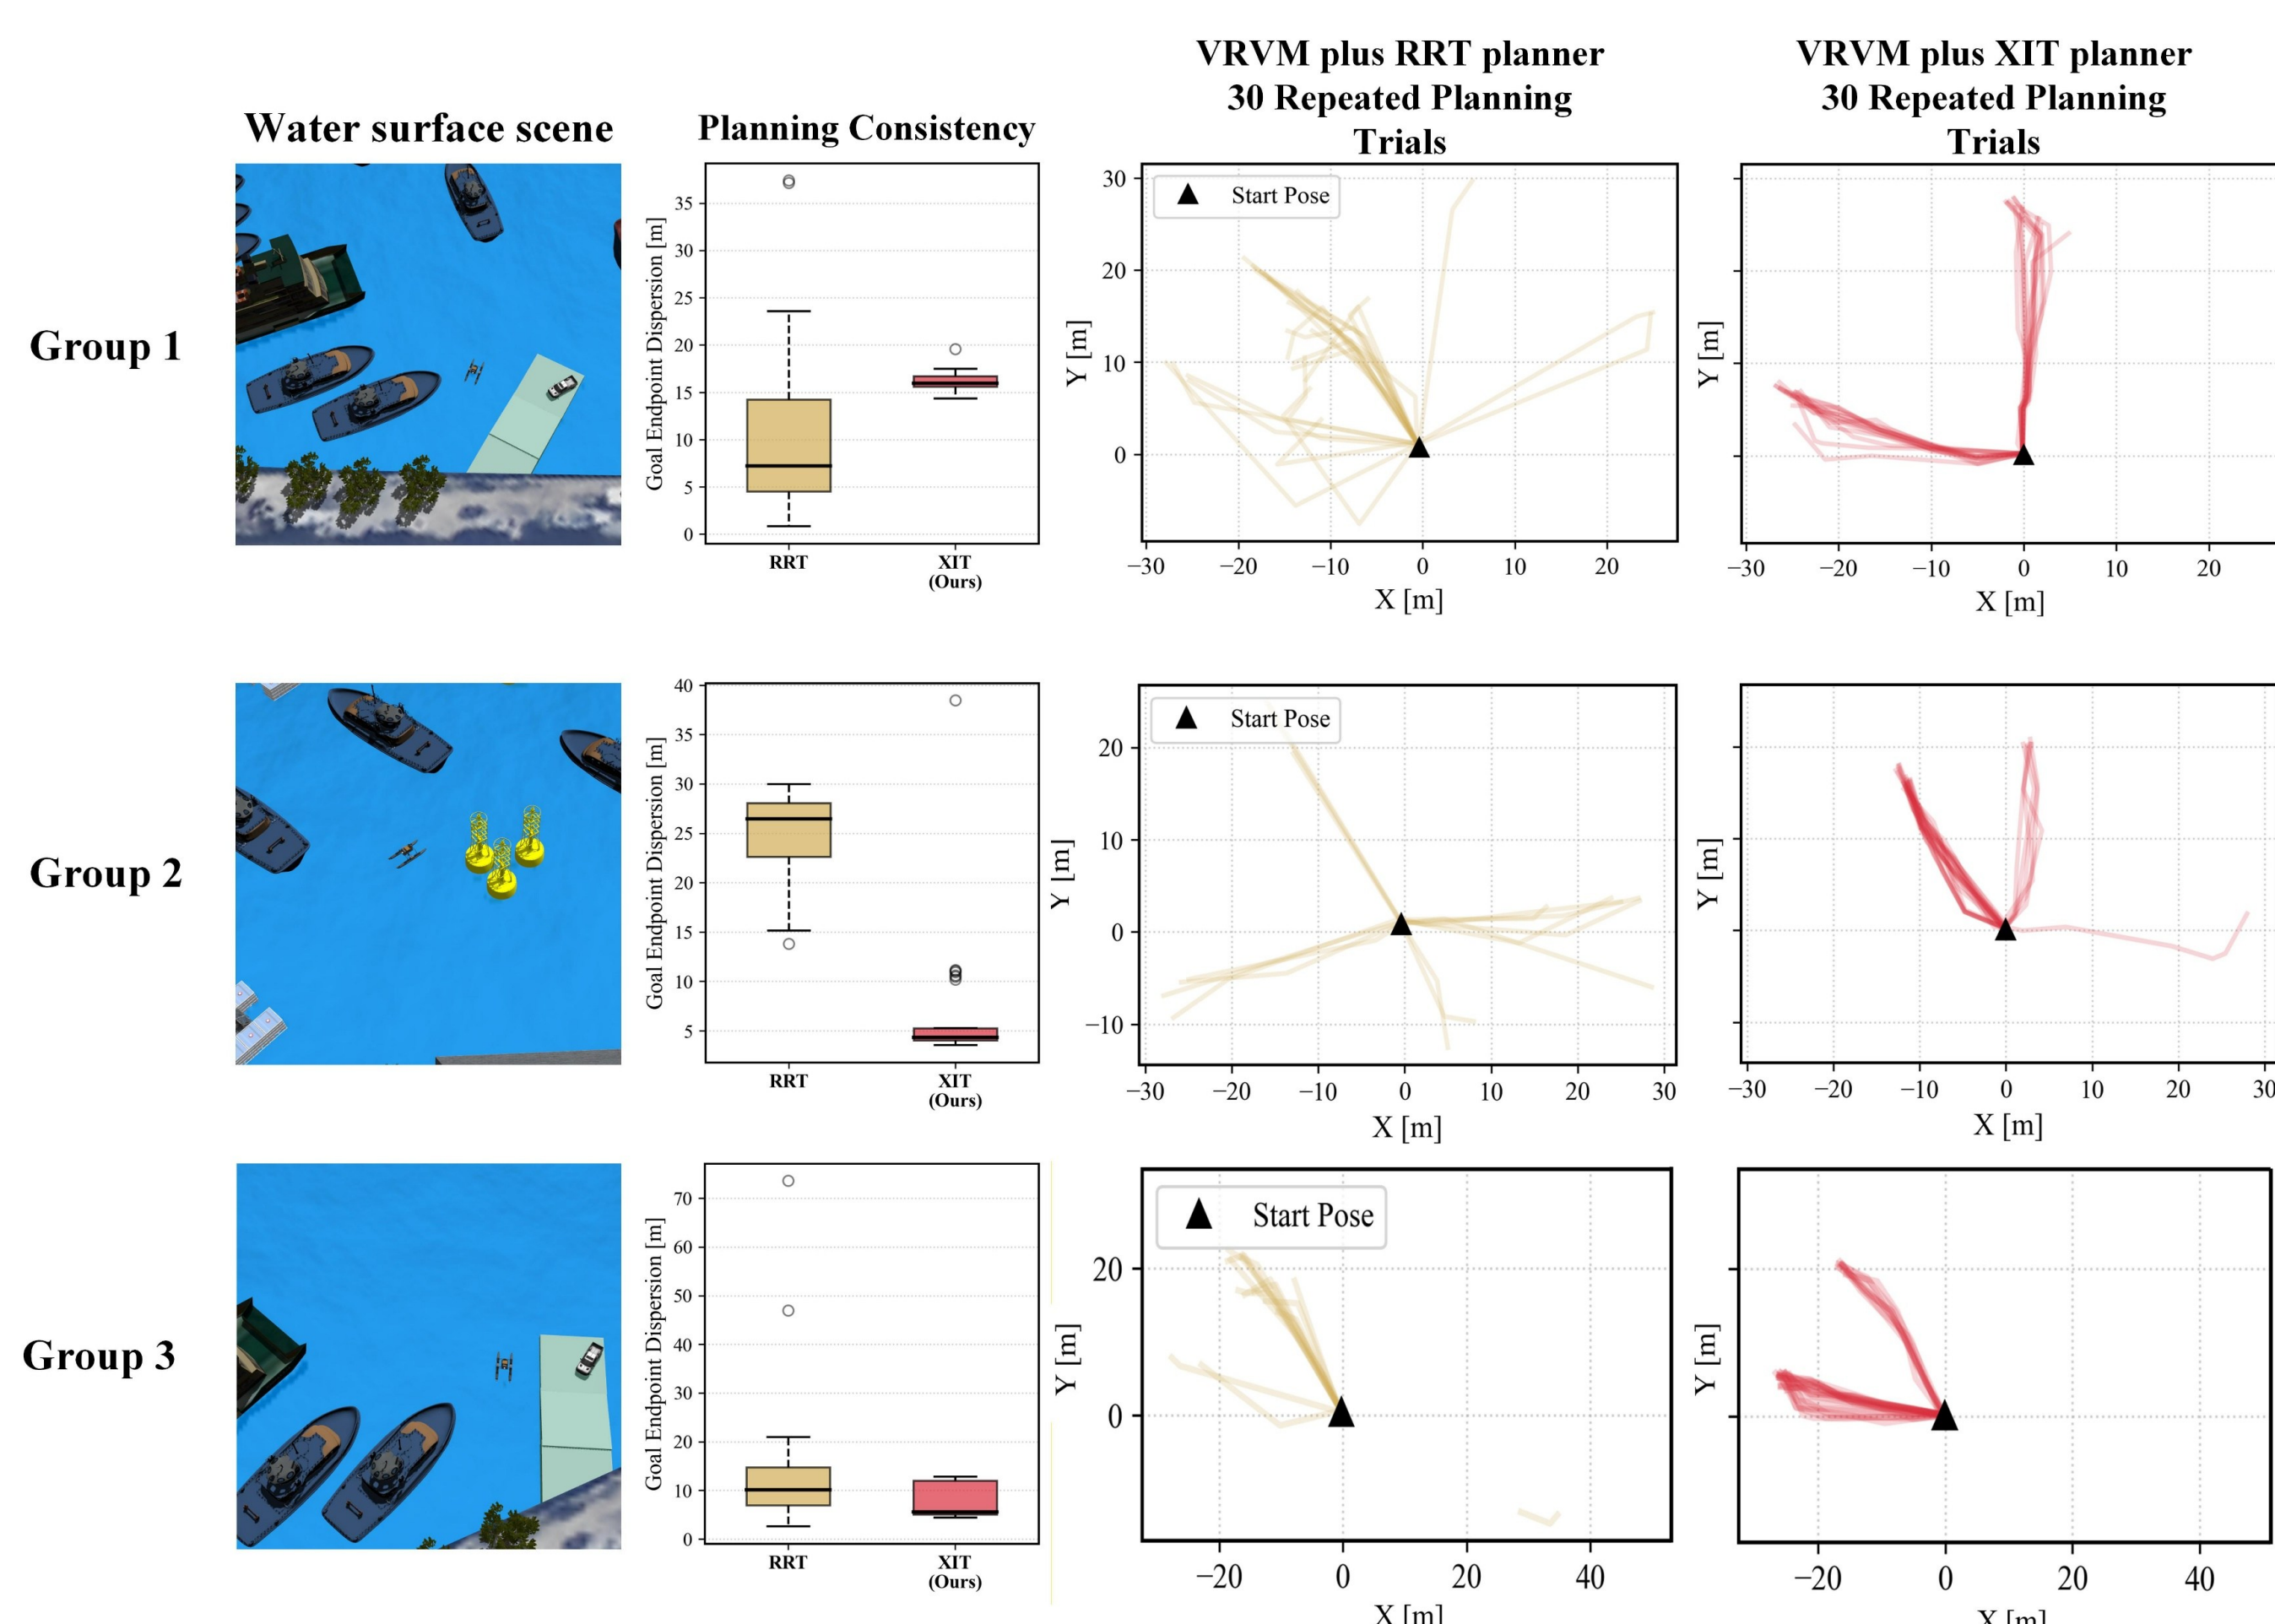 VRVM plus RRT planner
30 Repeated Planning
Trials
VRVM plus XIT planner
30 Repeated Planning
Trials
Water surface scene
Planning Consistency
Group 1
Goal Endpoint Dispersion [m]
35
30
25
20
15
10
5
0
RRT
XIT
(Ours)
Y [m]
30
20
10
0
Start Pose
−30 −20 −10 0 10 20
X [m]
Y [m]
−30 −20 −10 0 10 20
X [m]
Group 2
Goal Endpoint Dispersion [m]
40
35
30
25
20
15
10
5
RRT
XIT
(Ours)
Y [m]
20
10
0
−10
Start Pose
−30 −20 −10 0 10 20 30
X [m]
Y [m]
−30 −20 −10 0 10 20 30
X [m]
Group 3
Goal Endpoint Dispersion [m]
70
60
50
40
30
20
10
0
RRT
XIT
(Ours)
Y [m]
20
0
Start Pose
−20 0 20 40
X [m]
Y [m]
−20 0 20 40
X [m]